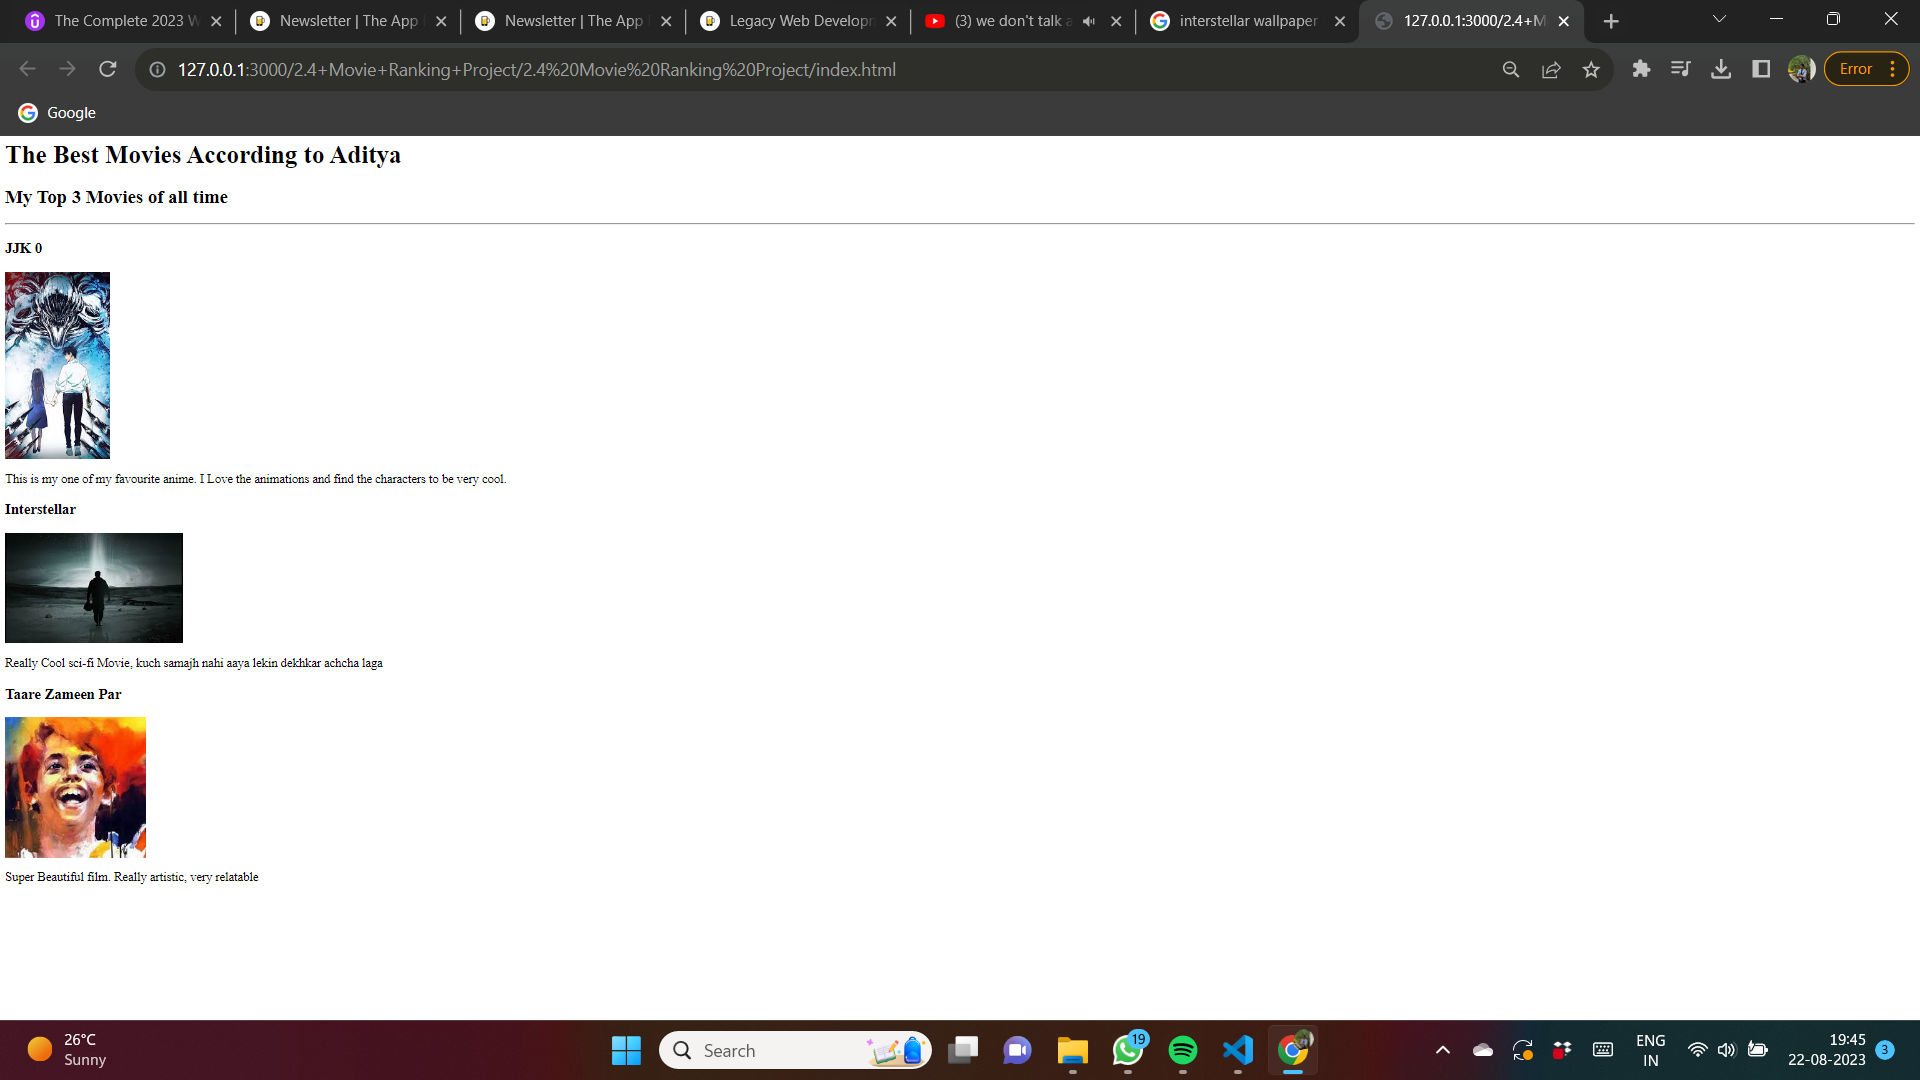 The Complete 2023 W
Newsletter | The App
Newsletter | The App
Legacy Web Developm
(3) we don't talk a
interstellar wallpaper
127.0.0.1:3000/2.4+M
127.0.0.1:3000/2.4+Movie+Ranking+Project/2.4%20Movie%20Ranking%20Project/index.html
Error
Google
The Best Movies According to Aditya
My Top 3 Movies of all time
JJK 0
This is my one of my favourite anime. I Love the animations and find the characters to be very cool.
Interstellar
Really Cool sci-fi Movie, kuch samajh nahi aaya lekin dekhkar achcha laga
Taare Zameen Par
Super Beautiful film. Really artistic, very relatable
26°C
Sunny
Search
19
ENG
IN
19:45
22-08-2023
3